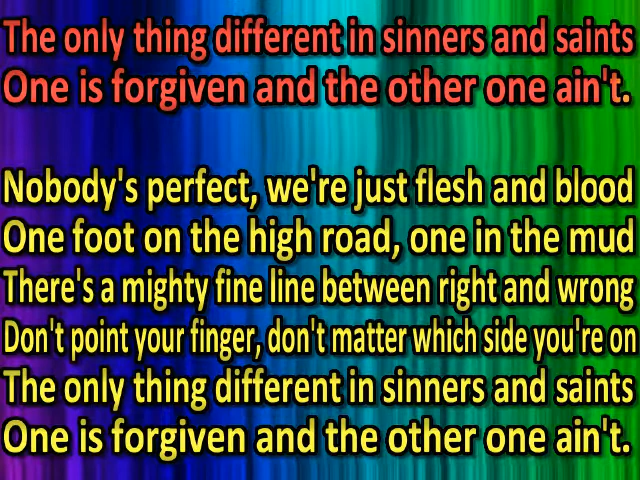 The only thing different in sinners and saints
One is forgiven and the other one ain't.
Nobody's perfect, we're just flesh and blood
One foot on the high road, one in the mud
There's a mighty fine line between right and wrong
Don't point your finger, don't matter which side you're on
The only thing different in sinners and saints
One is forgiven and the other one ain't.